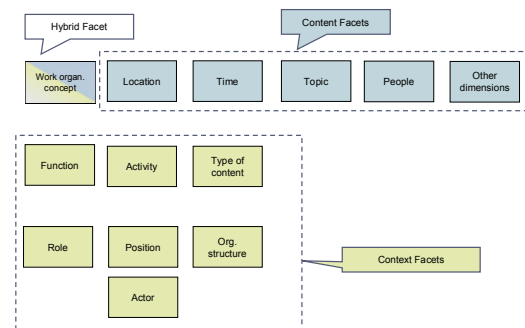 Hybrid Facet
Content Facets
Work organ.
concept
Location
Time
Topic
People
Other
dimensions
Function
Activity
Type of
content
Role
Position
Org.
structure
Context Facets
Actor